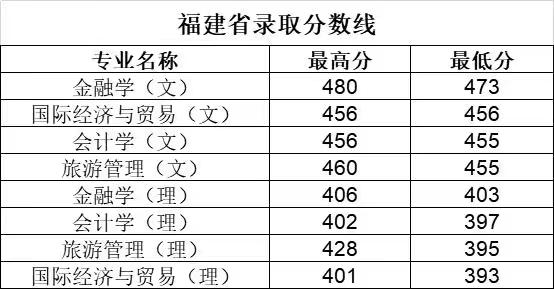 福建省录取分数线
专业名称 最高分 最低分
金融学（文） 480 473
国际经济与贸易（文） 456 456
会计学（文） 456 455
旅游管理（文） 460 455
金融学（理） 406 403
会计学（理） 402 397
旅游管理（理） 428 395
国际经济与贸易（理） 401 393